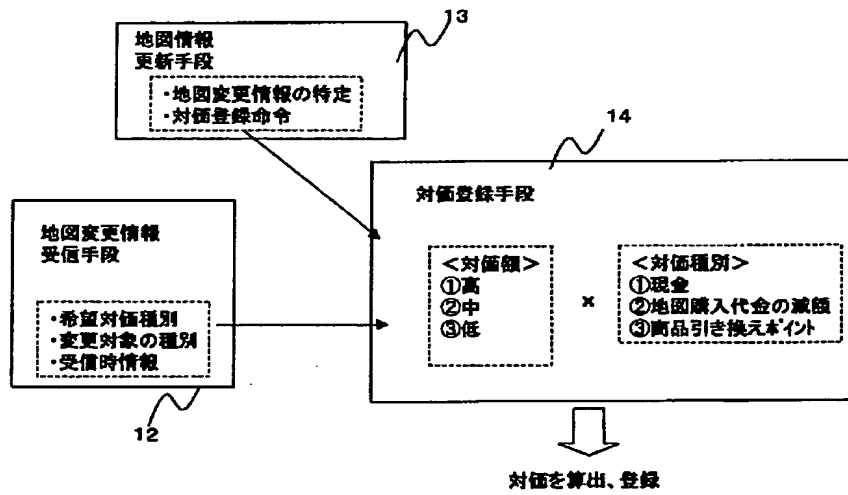 13
地図情報
更新手段
・地図変更情報の特定
・対価登録命令
14
対価登録手段
地図変更情報
受信手段
<対価額>
①高
②中
③低
×
<対価種別>
①現金
②地図購入代金の減額
③商品引き換えポイント
・希望対価種別
・変更対象の種別
・受信時情報
12
対価を算出、登録